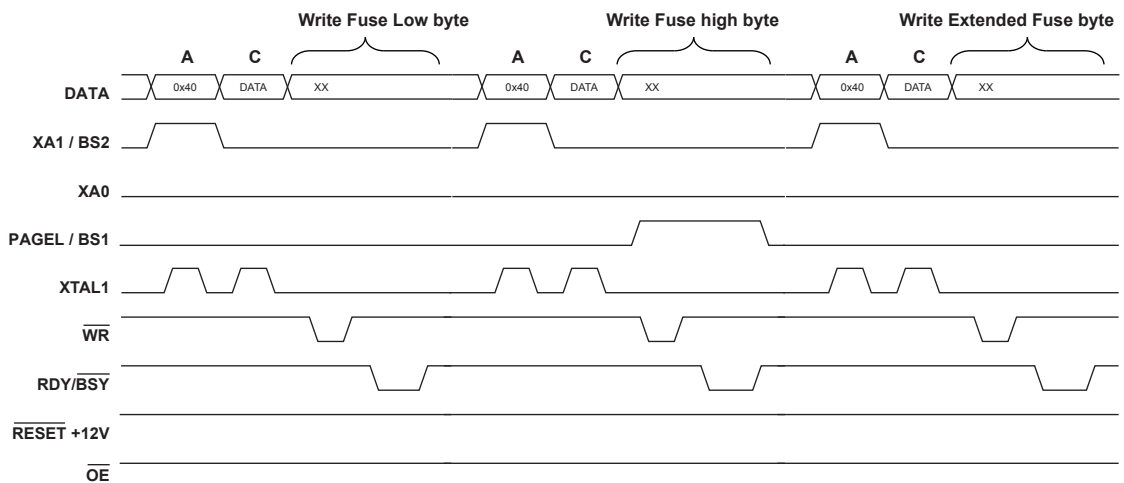 Write Fuse Low byte Write Fuse high byte Write Extended Fuse byte
A C A C A C
DATA 0x40 DATA XX 0x40 DATA XX 0x40 DATA XX
XA1 / BS2
XA0
PAGEL / BS1
XTAL1
WR
RDY/BSY
RESET +12V
OE